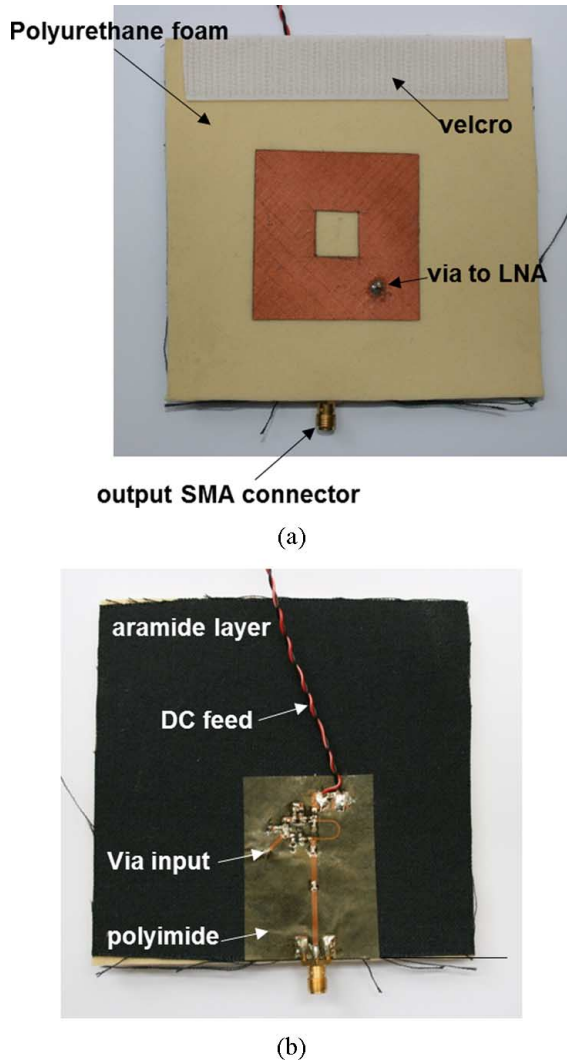 Polyurethane foam
velcro
via to LNA
output SMA connector
(a)
aramide layer
DC feed
Via input
polyimide
(b)